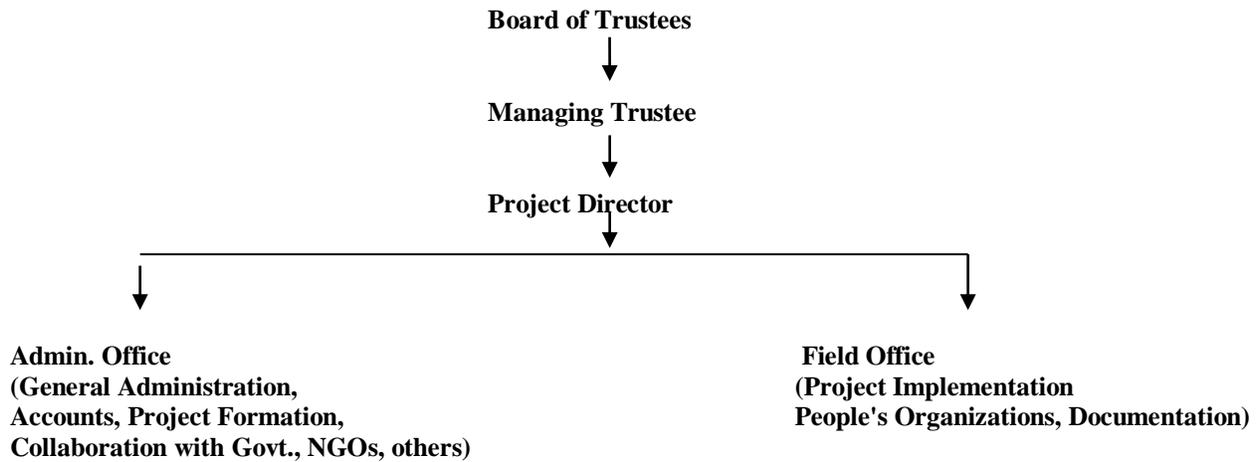 Board of Trustees
Managing Trustee
Project Director
Admin. Office
(General Administration,
Accounts, Project Formation,
Collaboration with Govt., NGOs, others)
Field Office
(Project Implementation
People's Organizations, Documentation)